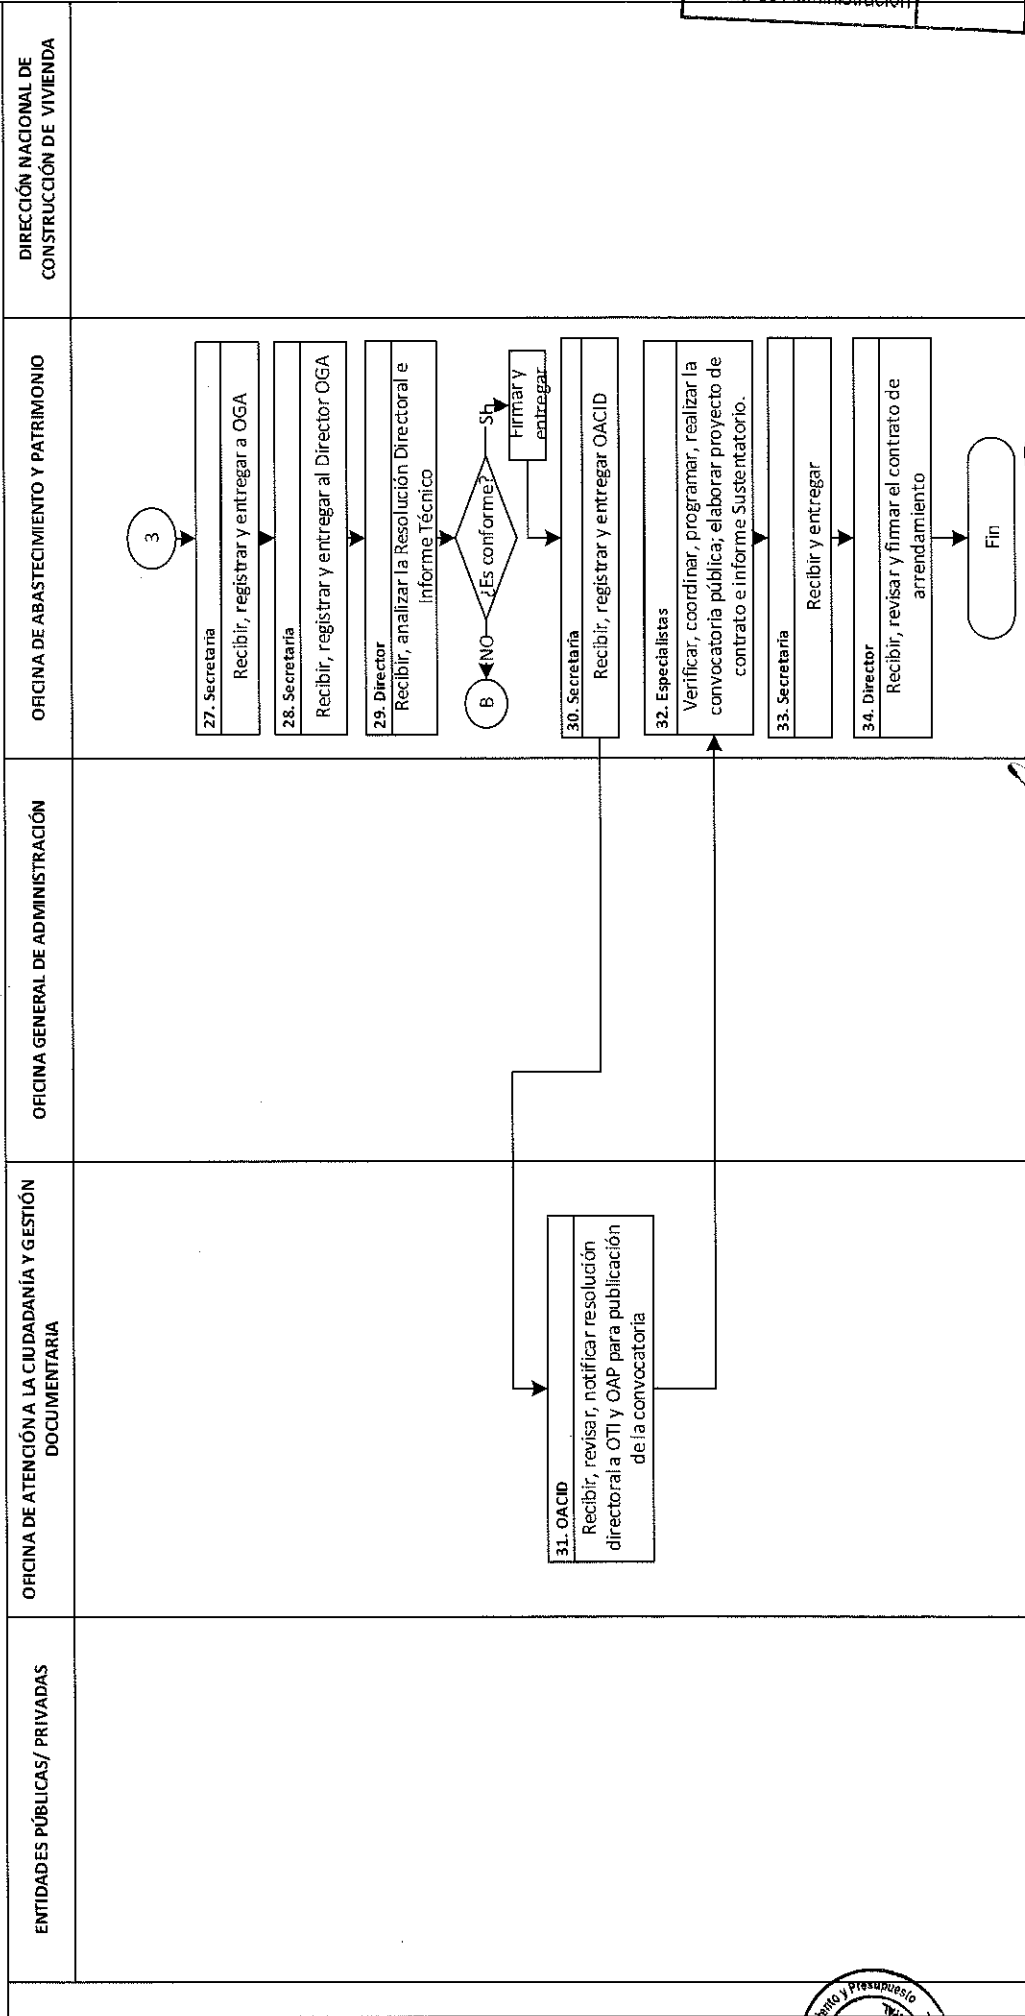 ENTIDADES PÚBLICAS/ PRIVADAS
OFICINA DE ATENCIÓN A LA CIUDADANÍA Y GESTIÓN
DOCUMENTARIA
OFICINA GENERAL DE ADMINISTRACIÓN
OFICINA DE ABASTECIMIENTO Y PATRIMONIO
DIRECCIÓN NACIONAL DE
CONSTRUCCIÓN DE VIVIENDA
3
27. Secretaria
Recibir, registrar y entregar a OGA
28. Secretaria
Recibir, registrar y entregar al Director OGA
29. Director
Recibir, analizar la Resolución Directoral e
Informe Técnico
¿Es conforme?
NO
B
Firmar y
entregar
30. Secretaria
Recibir, registrar y entregar OACID
31. OACID
Recibir, revisar, notificar resolución
directoral a OTI y OAP para publicación
de la convocatoria
32. Especialistas
Verificar, coordinar, programar, realizar la
convocatoria pública; elaborar proyecto de
contrato e informe Sustentatorio.
33. Secretaria
Recibir y entregar
34. Director
Recibir, revisar y firmar el contrato de
arrendamiento
Fin
y Presupuesto